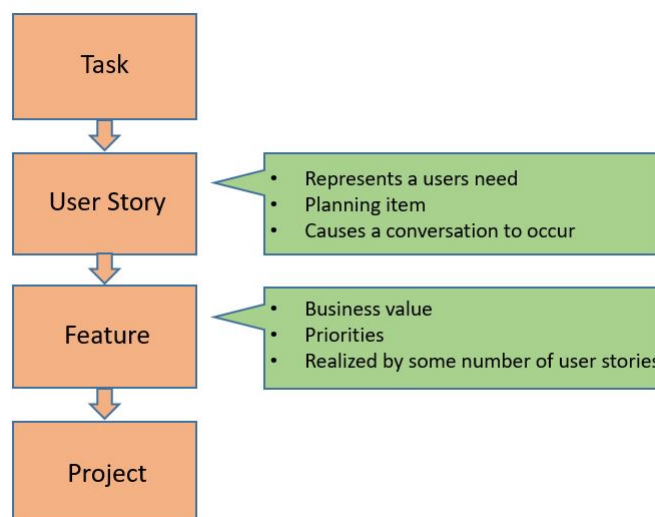 Task
User Story
• Represents a users need
• Planning item
• Causes a conversation to occur
Feature
• Business value
• Priorities
• Realized by some number of user stories
Project